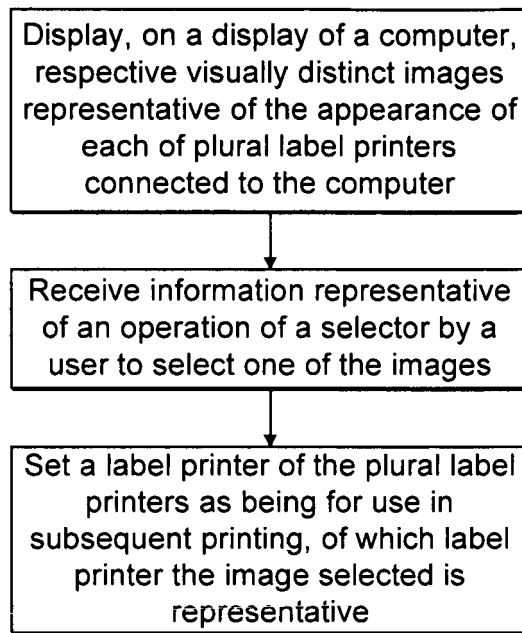 Display, on a display of a computer,
respective visually distinct images
representative of the appearance of
each of plural label printers
connected to the computer
Receive information representative
of an operation of a selector by a
user to select one of the images
Set a label printer of the plural label
printers as being for use in
subsequent printing, of which label
printer the image selected is
representative